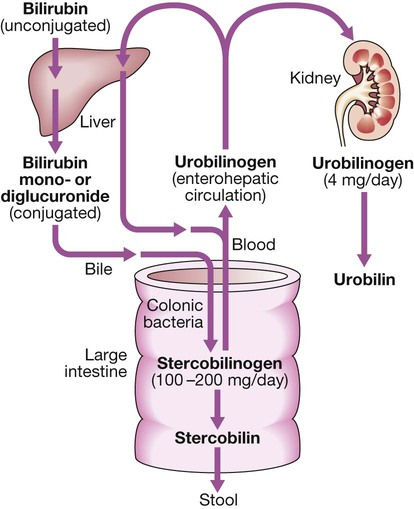 Bilirubin
(unconjugated)
Liver
Kidney
Bilirubin
mono- or
diglucuronide
(conjugated)
Urobilinogen
(enterohepatic
circulation)
Urobilinogen
(4 mg/day)
Blood
Bile
Urobilin
Colonic
bacteria
Large
intestine
Stercobilinogen
(100–200 mg/day)
Stercobilin
Stool